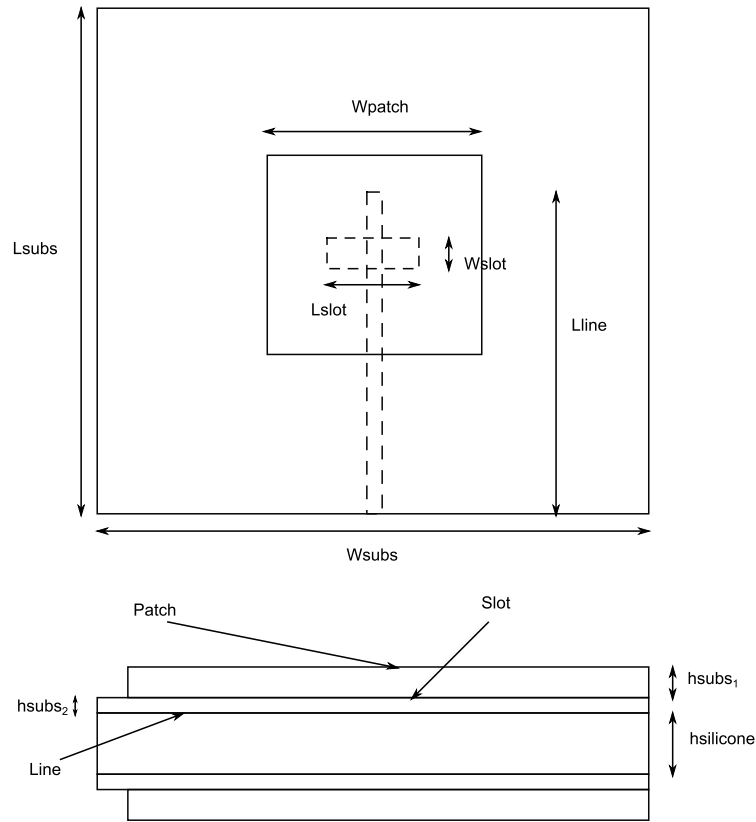 Wpatch
Lsubs
Wslot
Lslot
Lline
Wsubs
Patch
Slot
hsubs₁
hsubs₂
hsilicone
Line